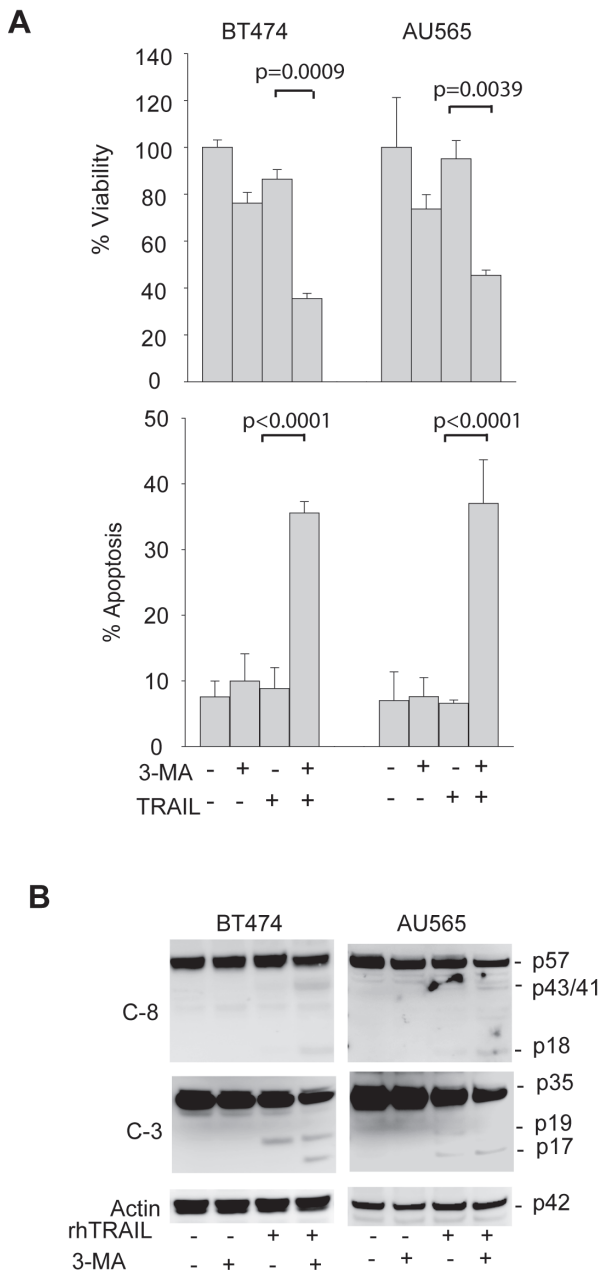 A
BT474 AU565
p=0.0009 p=0.0039
% Viability
140
120
100
80
60
40
20
0
p<0.0001 p<0.0001
% Apoptosis
50
40
30
20
10
0
3-MA - + - + - + - +
TRAIL - - + + - - + +
B
BT474 AU565
C-8
- p57
- p43/41
- p18
C-3
- p35
- p19
- p17
Actin - p42
rhTRAIL - - + + - - + +
3-MA - + - + - + - +